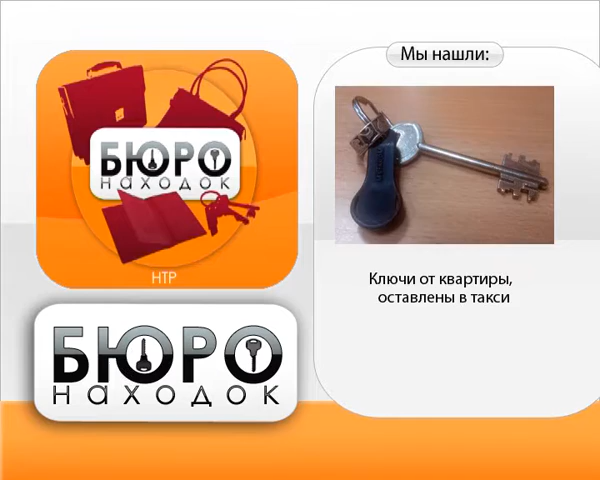 Мы нашли:
БЮРО
находок
НТР
Ключи от квартиры,
оставлены в такси
БЮРО
находок